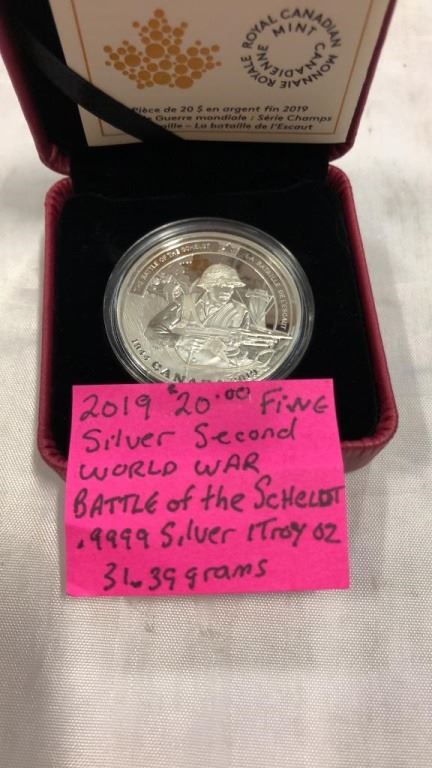 ROYAL CANADIAN MINT
MONNAIE ROYALE CANADIENNE
Pièce de 20 $ en argent fin 2019
Guerre mondiale : Série Champs
– La bataille de l'Escaut
THE BATTLE OF THE SCHELDT
LA BATAILLE DE L'ESCAUT
1944 CANADA 2019
2019 $20.00 FiNE
Silver Second
WORLD WAR
BATTLE of the SCHELDT
.9999 Silver 1Troy oz
31.39 grams